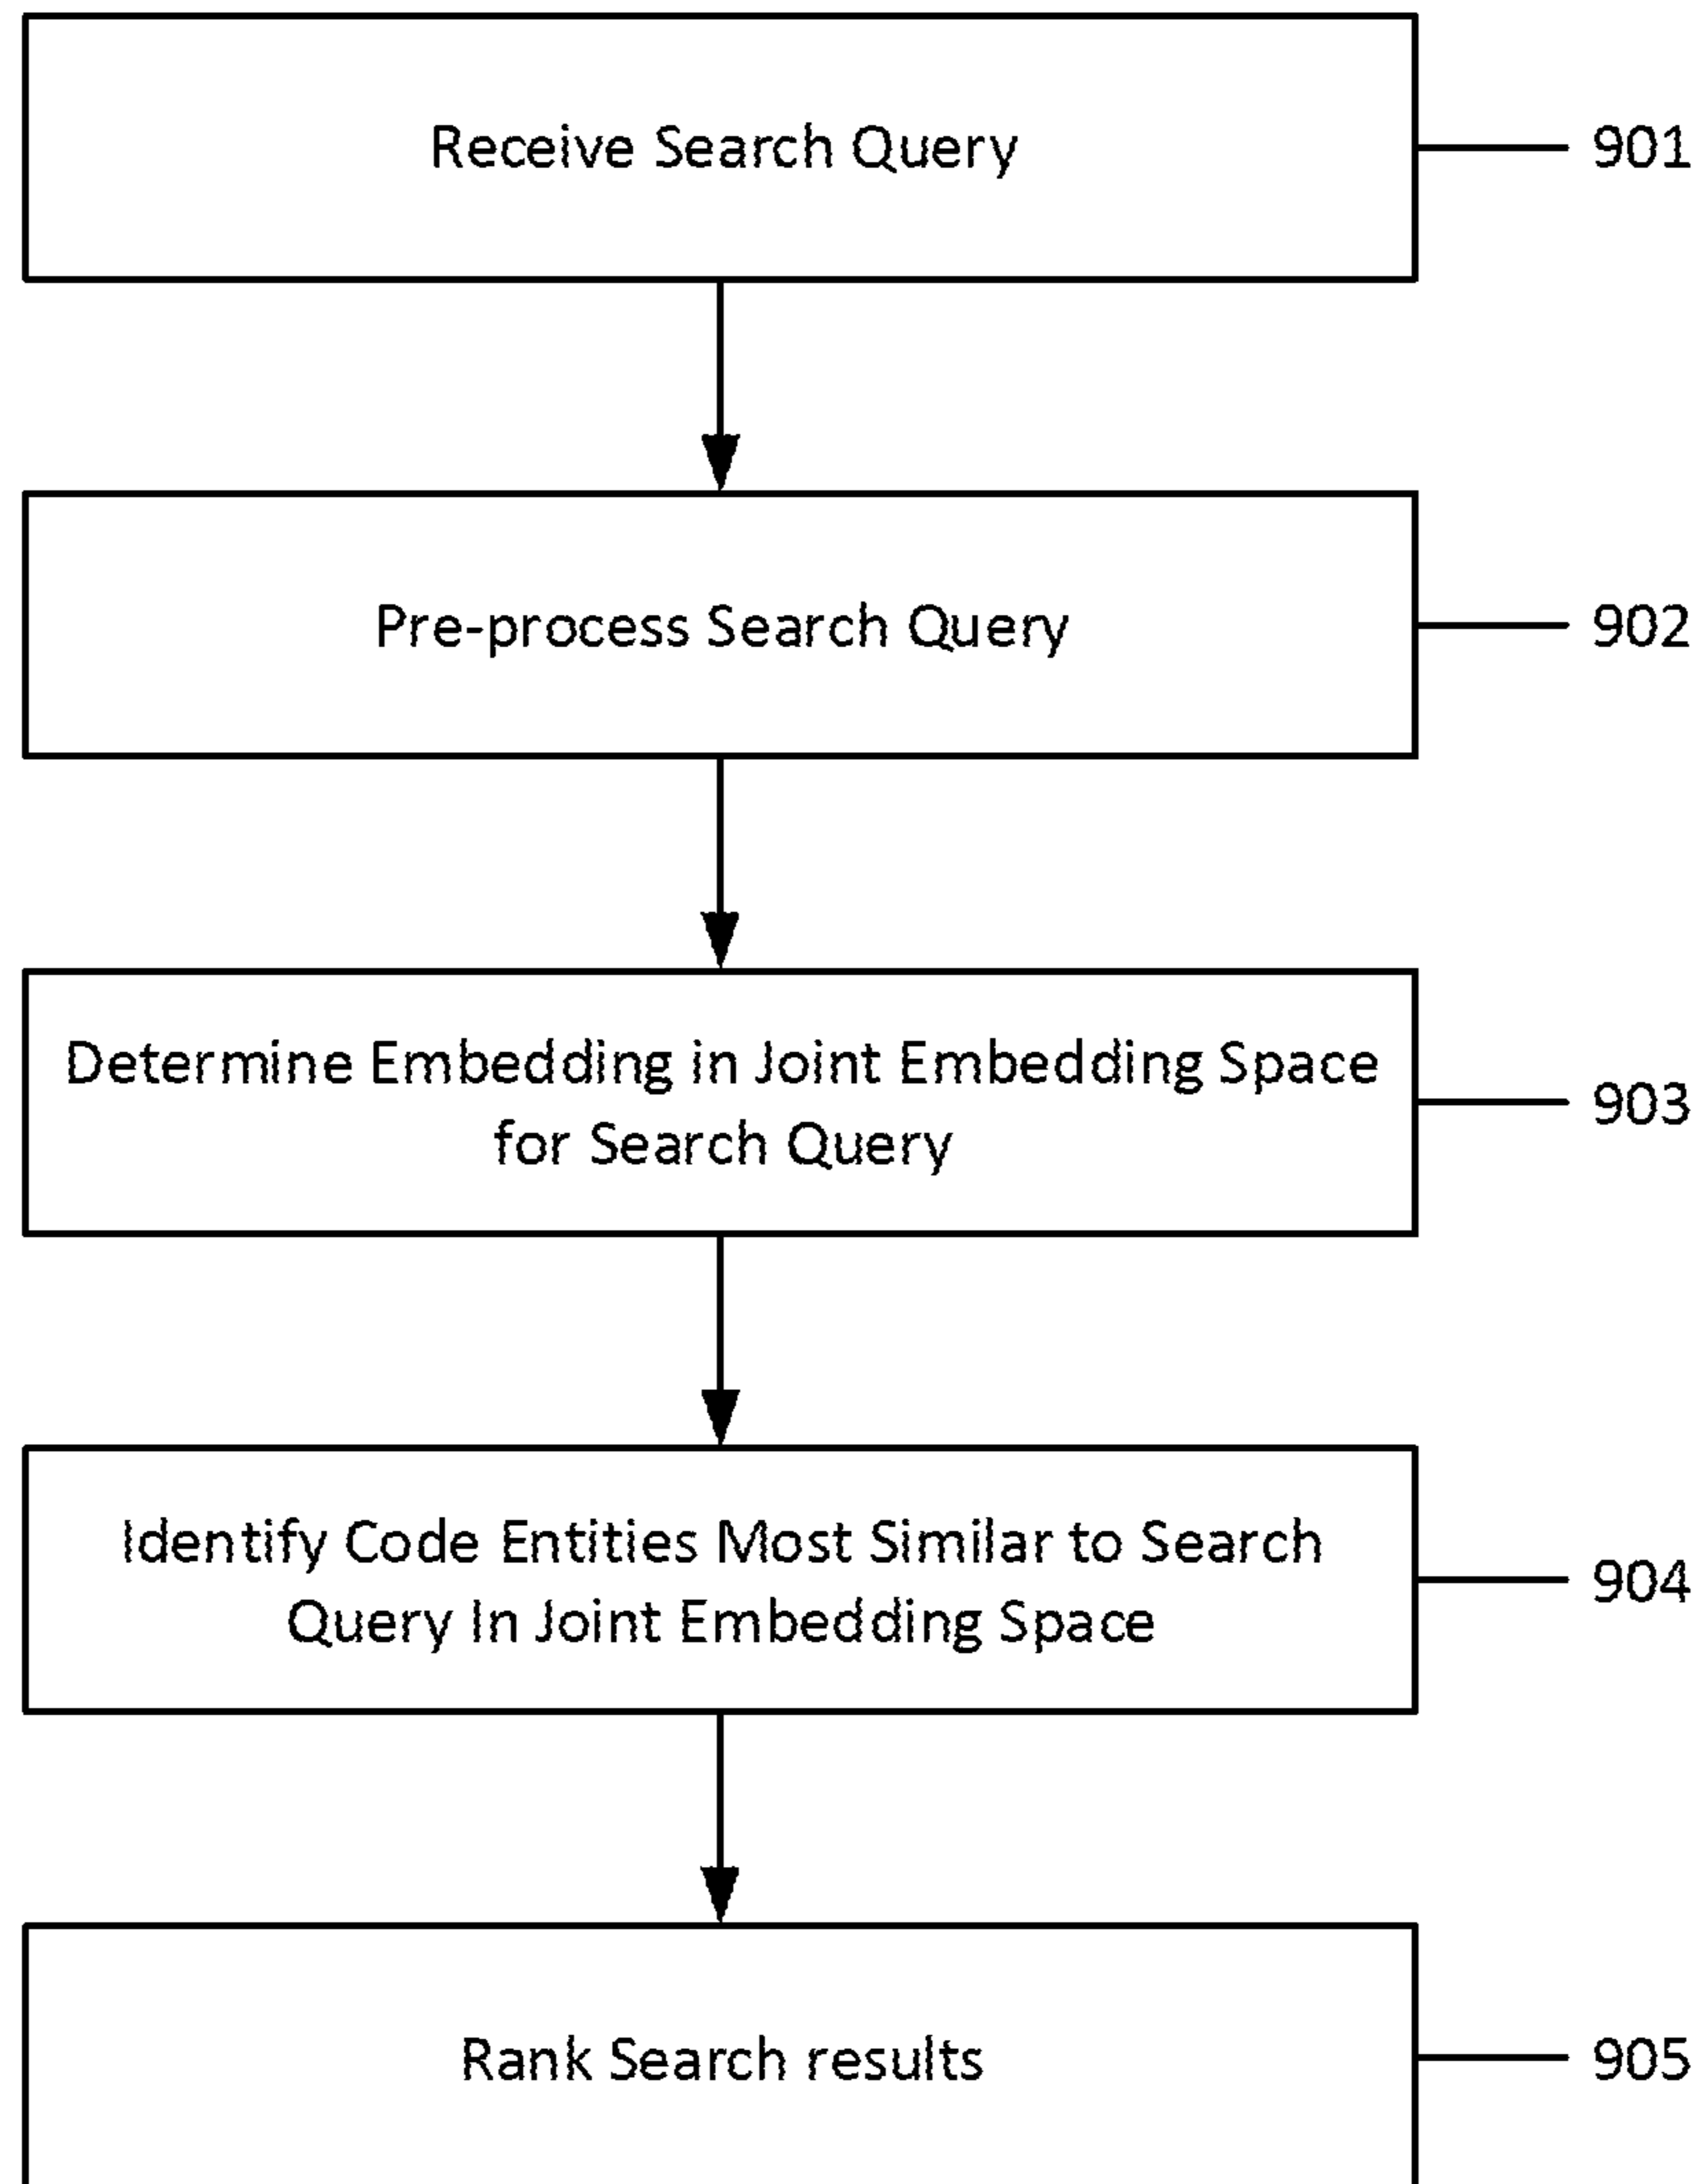 Receive Search Query
901
Pre-process Search Query
902
Determine Embedding in Joint Embedding Space
for Search Query
903
Identify Code Entities Most Similar to Search
Query In Joint Embedding Space
904
Rank Search results
905